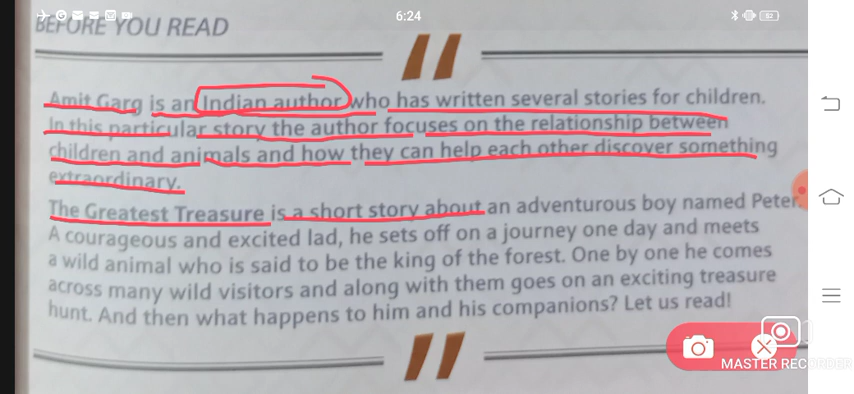 6:24
52
BEFORE YOU READ
Amit Garg is an Indian author who has written several stories for children.
In this particular story the author focuses on the relationship between
children and animals and how they can help each other discover something
extraordinary.
The Greatest Treasure is a short story about an adventurous boy named Peter.
A courageous and excited lad, he sets off on a journey one day and meets
a wild animal who is said to be the king of the forest. One by one he comes
across many wild visitors and along with them goes on an exciting treasure
hunt. And then what happens to him and his companions? Let us read!
MASTER RECORDER